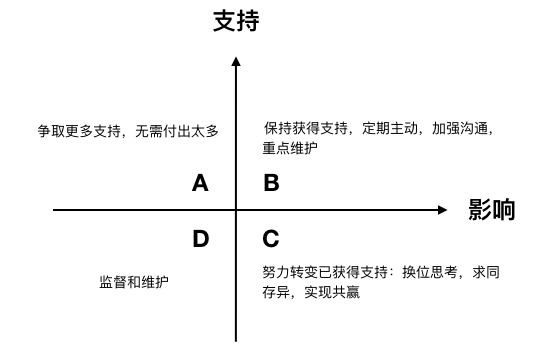 支持
争取更多支持，无需付出太多
保持获得支持，定期主动，加强沟通，
重点维护
A
B
影响
D
C
监督和维护
努力转变已获得支持：换位思考，求同
存异，实现共赢